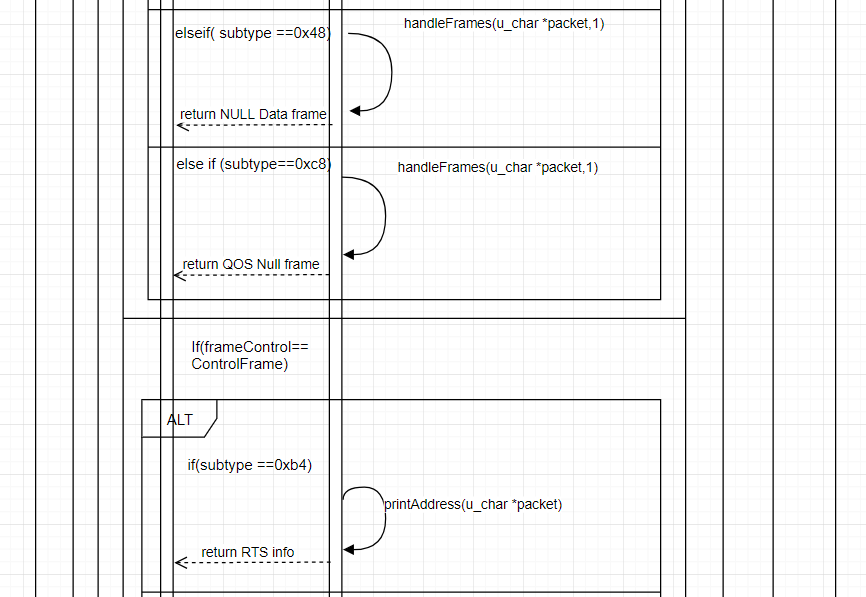 elseif( subtype ==0x48)
handleFrames(u_char *packet,1)
return NULL Data frame
else if (subtype==0xc8)
handleFrames(u_char *packet,1)
return QOS Null frame
If(frameControl==
ControlFrame)
ALT
if(subtype ==0xb4)
printAddress(u_char *packet)
return RTS info